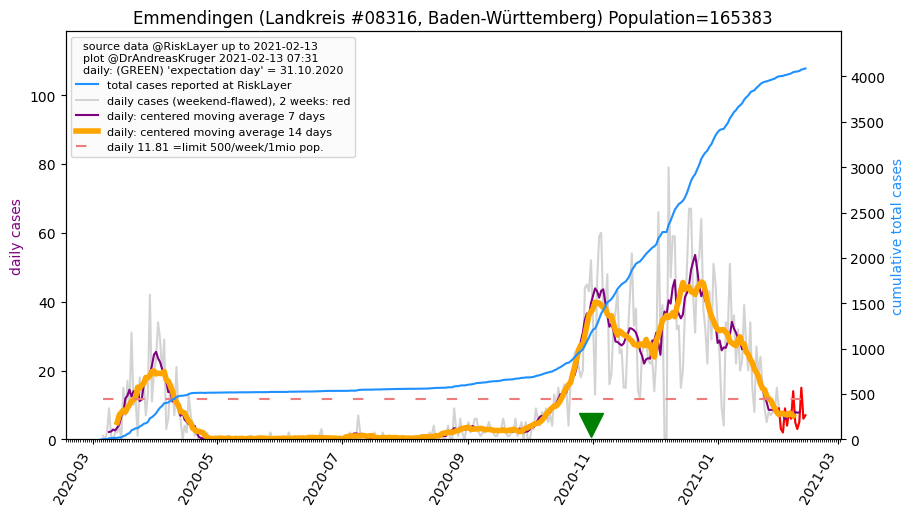 Emmendingen (Landkreis #08316, Baden-Württemberg) Population=165383
source data @RiskLayer up to 2021-02-13
plot @DrAndreasKruger 2021-02-13 07:31
daily: (GREEN) 'expectation day' = 31.10.2020
total cases reported at RiskLayer
daily cases (weekend-flawed), 2 weeks: red
daily: centered moving average 7 days
daily: centered moving average 14 days
daily 11.81 =limit 500/week/1mio pop.
daily cases
100
80
60
40
20
0
cumulative total cases
4000
3500
3000
2500
2000
1500
1000
500
0
2020-03
2020-05
2020-07
2020-09
2020-11
2021-01
2021-03